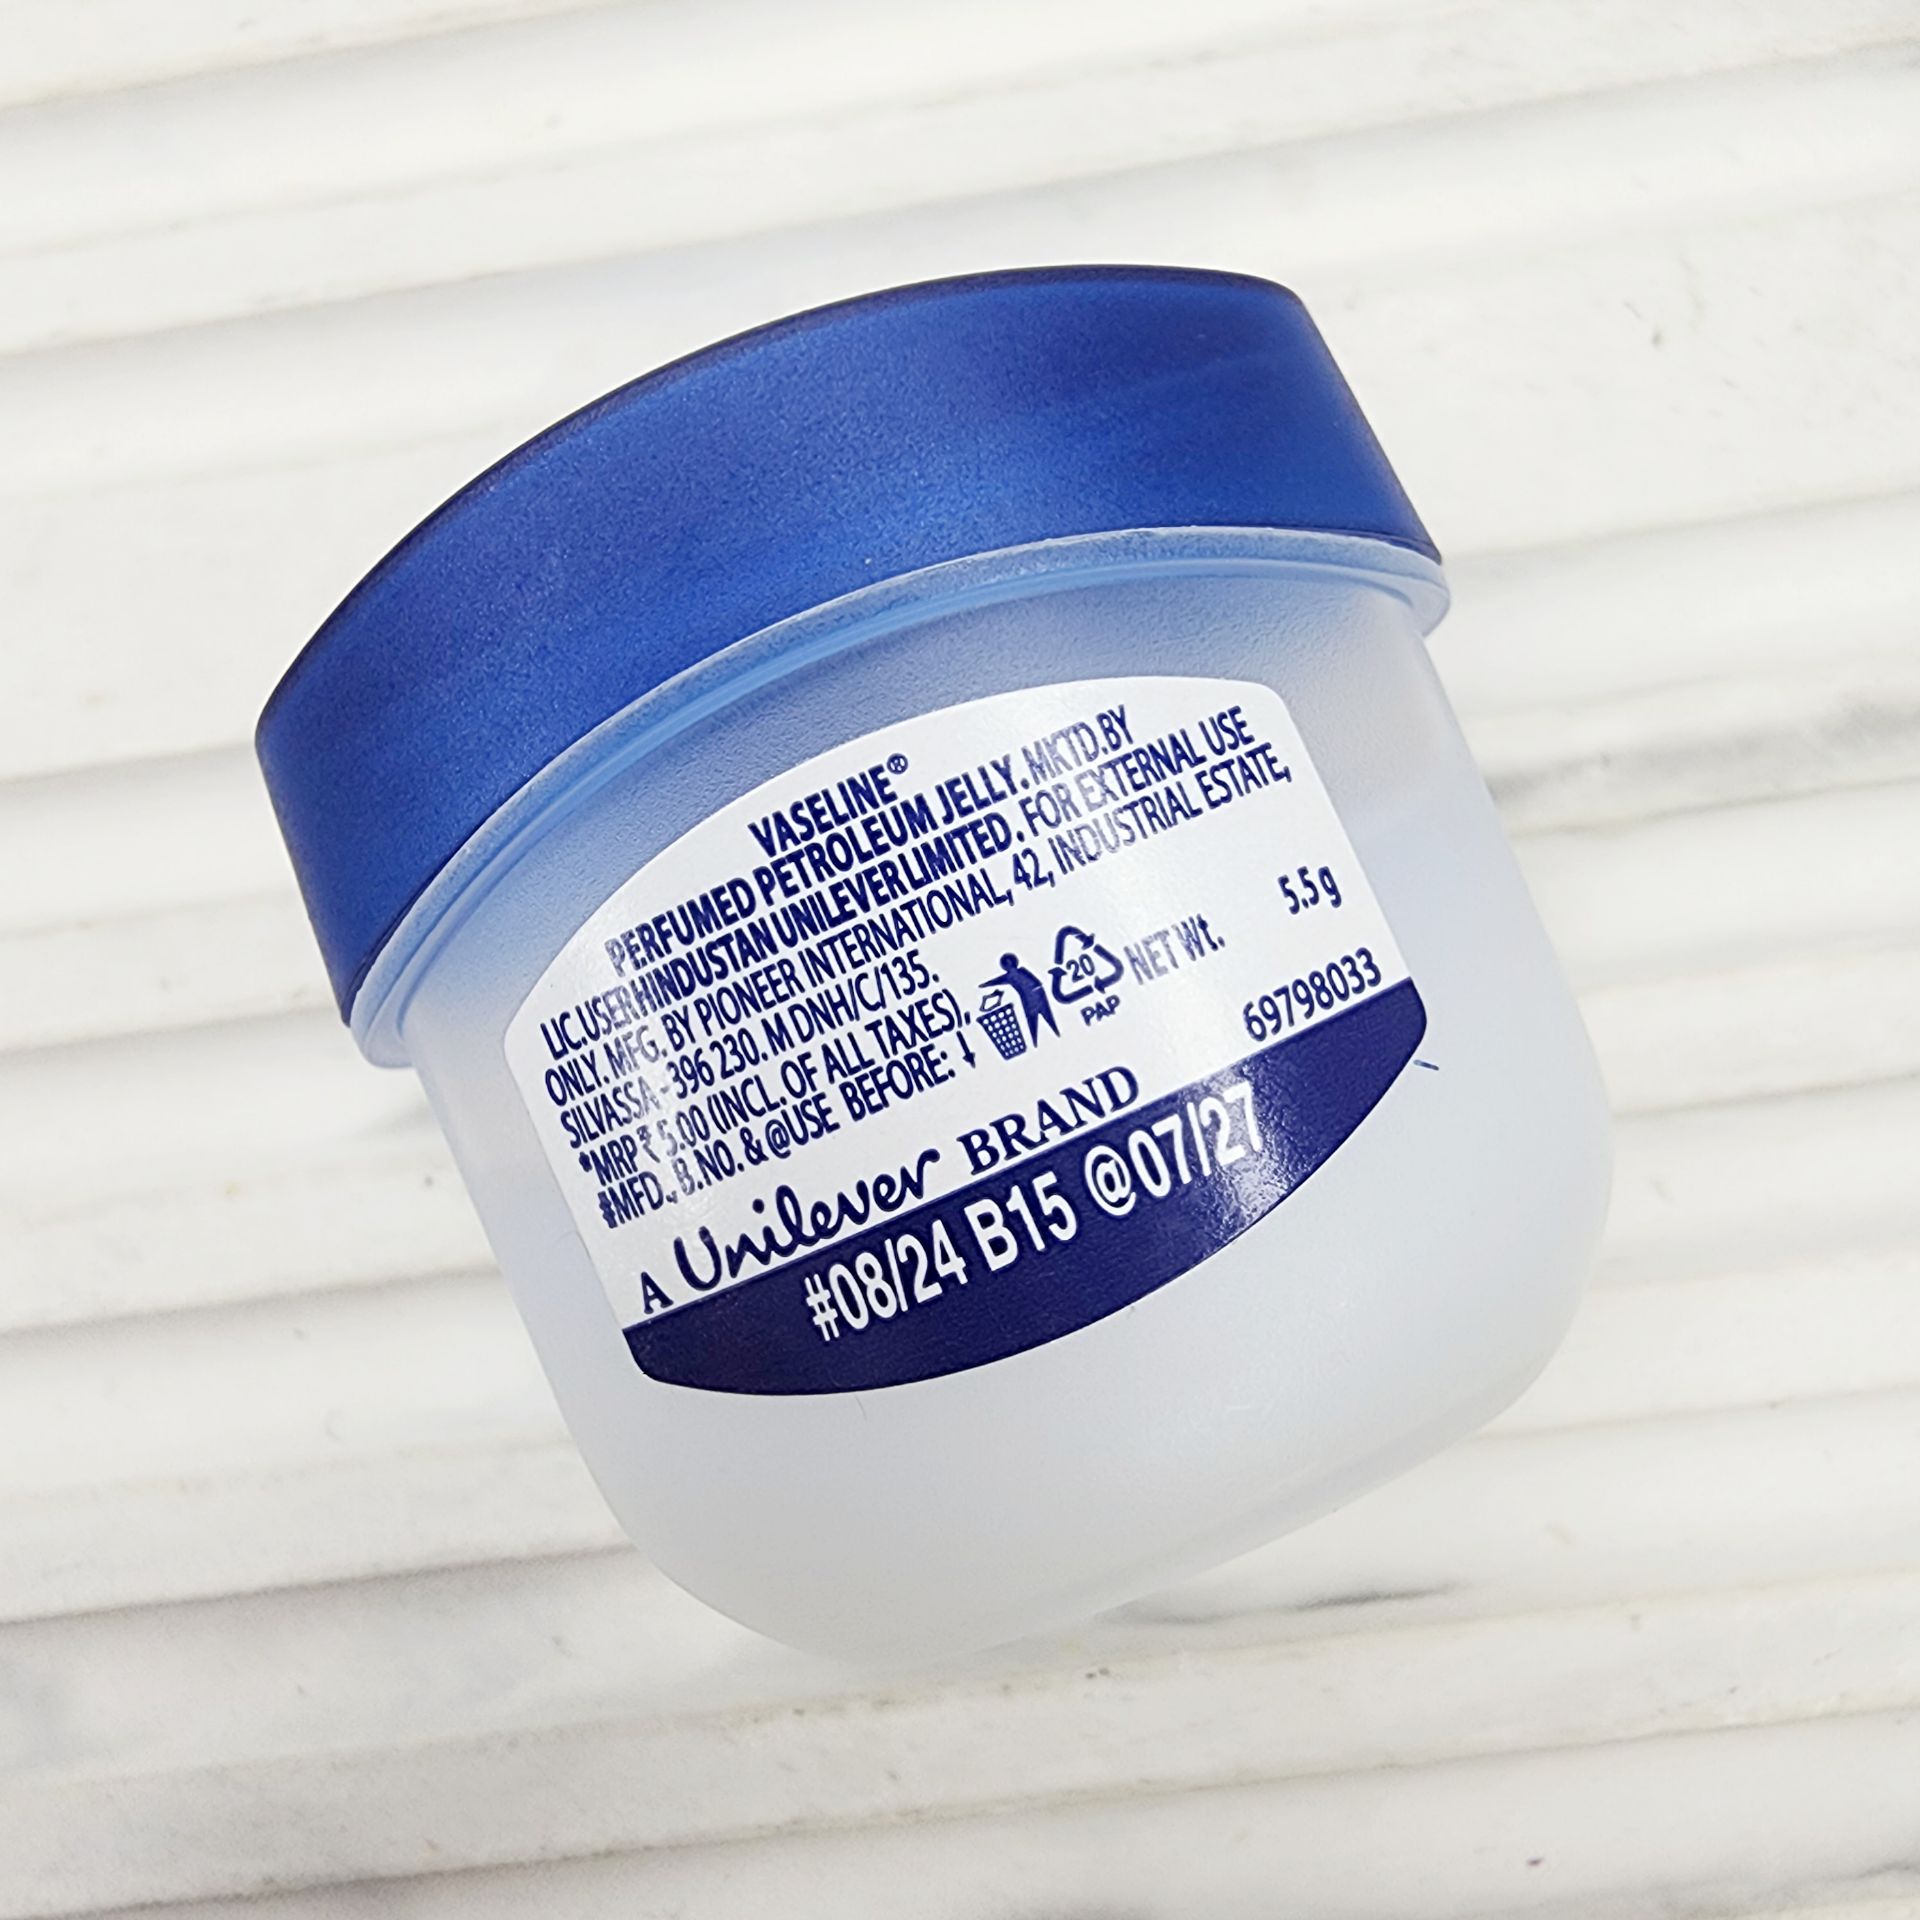 VASELINE®
PERFUMED PETROLEUM JELLY. MKTD.BY
LIC.USER HINDUSTAN UNILEVER LIMITED. FOR EXTERNAL USE
ONLY. MFG. BY PIONEER INTERNATIONAL, 42, INDUSTRIAL ESTATE,
SILVASSA - 396 230. M DNH/C/135.
*MRP ₹ 5.00 (INCL. OF ALL TAXES),
#MFD., B.NO. & @USE BEFORE: ↓
20
PAP
NET Wt. 5.5 g
69798033
A Unilever BRAND
#08/24 B15 @07/27